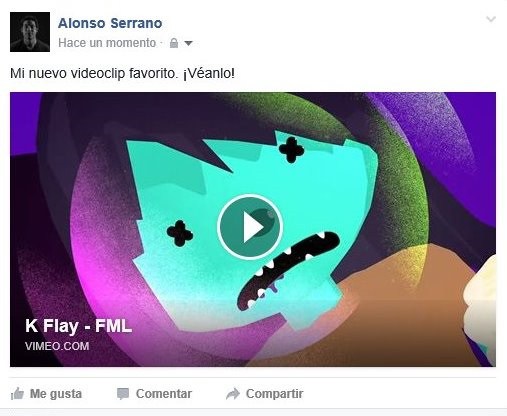 Alonso Serrano
Hace un momento ·
Mi nuevo videoclip favorito. ¡Véanlo!
K Flay - FML
VIMEO.COM
Me gusta Comentar Compartir